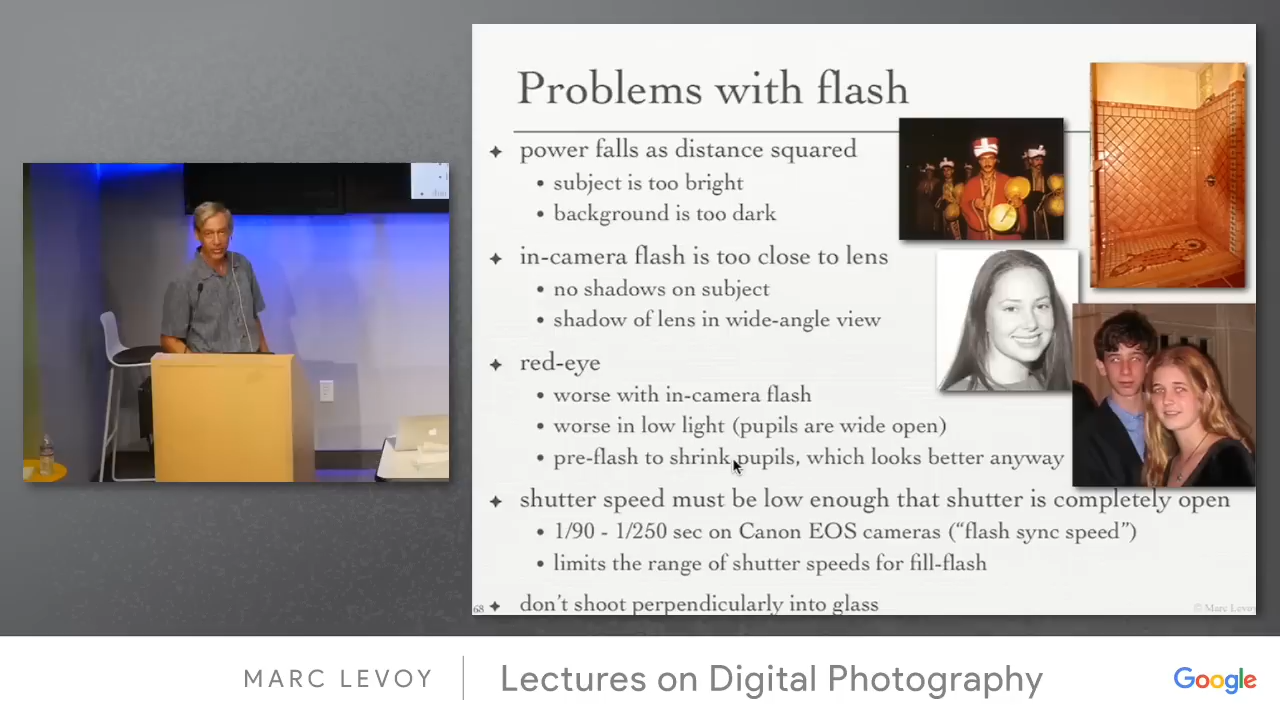 Problems with flash
✦ power falls as distance squared
• subject is too bright
• background is too dark
✦ in-camera flash is too close to lens
• no shadows on subject
• shadow of lens in wide-angle view
✦ red-eye
• worse with in-camera flash
• worse in low light (pupils are wide open)
• pre-flash to shrink pupils, which looks better anyway
✦ shutter speed must be low enough that shutter is completely open
• 1/90 - 1/250 sec on Canon EOS cameras (“flash sync speed”)
• limits the range of shutter speeds for fill-flash
68 ✦ don't shoot perpendicularly into glass
© Marc Levoy
MARC LEVOY
Lectures on Digital Photography
Google